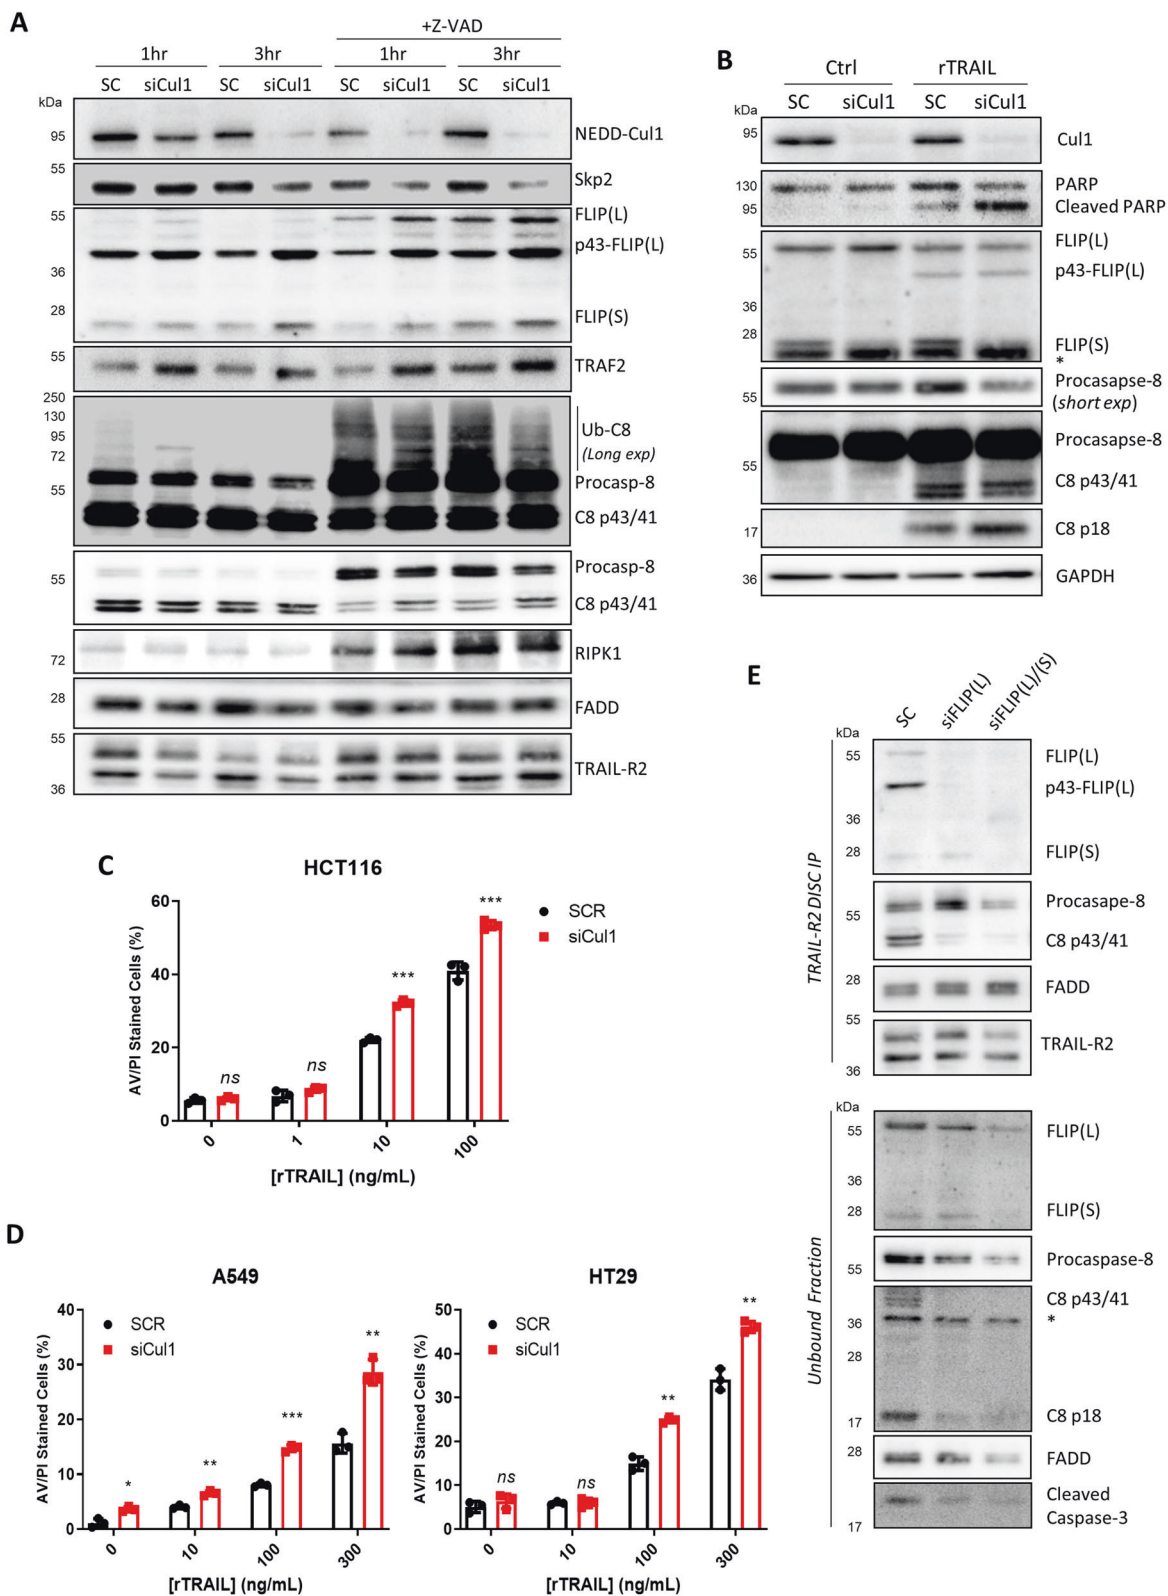 A
+Z-VAD
1hr 3hr 1hr 3hr
SC siCul1 SC siCul1 SC siCul1 SC siCul1
kDa
95 NEDD-Cul1
55
Skp2
55 FLIP(L)
p43-FLIP(L)
36
28
FLIP(S)
55
TRAF2
250
130
95 Ub-C8
72 (Long exp)
Procasp-8
55
C8 p43/41
Procasp-8
55
C8 p43/41
RIPK1
72
28
FADD
55
TRAIL-R2
36
B
Ctrl rTRAIL
SC siCul1 SC siCul1
kDa
95
Cul1
130 PARP
95 Cleaved PARP
FLIP(L)
55
p43-FLIP(L)
36
28
FLIP(S)
*
Procasapse-8
55 (short exp)
Procasapse-8
55
C8 p43/41
17 C8 p18
36 GAPDH
C
HCT116
AV/PI Stained Cells (%)
60
40
20
0
SCR
siCul1
ns ns *** ***
0 1 10 100
[rTRAIL] (ng/mL)
D
A549
AV/PI Stained Cells (%)
40
30
20
10
0
SCR
siCul1
* ** *** **
0 10 100 300
[rTRAIL] (ng/mL)
HT29
AV/PI Stained Cells (%)
50
40
30
20
10
0
SCR
siCul1
ns ns ** **
0 10 100 300
[rTRAIL] (ng/mL)
E
SC siFLIP(L) siFLIP(L)/(S)
kDa
TRAIL-R2 DISC IP
55 FLIP(L)
p43-FLIP(L)
36
28 FLIP(S)
Procasape-8
55
C8 p43/41
28 FADD
36
55
TRAIL-R2
36
kDa
Unbound Fraction
55 FLIP(L)
36
28 FLIP(S)
Procaspase-8
55
C8 p43/41
36 *
28
17 C8 p18
28 FADD
Cleaved
Caspase-3
17